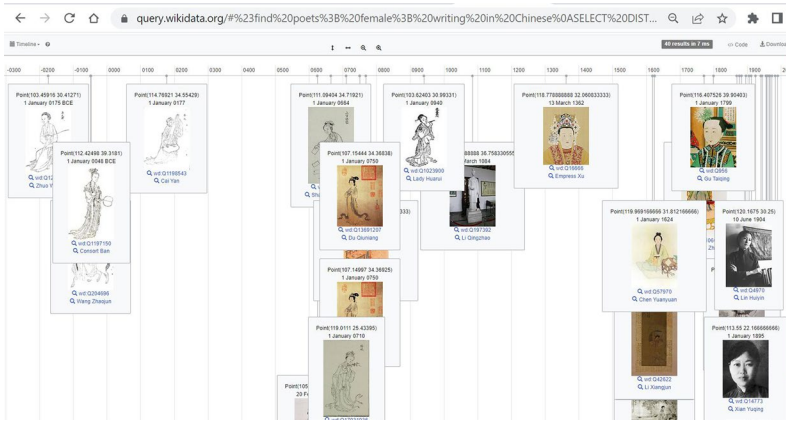 query.wikidata.org/#%23find%20poets%3B%20female%3B%20writing%20in%20Chinese%0ASELECT%20DIST...
Timeline
40 results in 7 ms
Code
Download
-0300 -0200 -0100 0000 0100 0200 0300 0400 0500 0600 0700 0800 0900 1000 1100 1200 1300 1400 1500 1600 1700 1800 1900
Point(103.45916 30.41271)
1 January 0175 BCE
Point(112.42498 39.3181)
1 January 0048 BCE
wd:Q1197150
Consort Ban
wd:Q204696
Wang Zhaojun
Point(114.76921 34.55429)
1 January 0177
wd:Q1198543
Cai Yan
Point(111.09404 34.71921)
1 January 0664
Point(107.15444 34.36838)
1 January 0750
wd:Q13691207
Du Qiuniang
Point(107.14997 34.36925)
1 January 0750
Point(119.0111 25.43395)
1 January 0710
Point(103.62403 30.99331)
1 January 0940
wd:Q1023900
Lady Huarui
March 1084
wd:Q197392
Li Qingzhao
Point(118.778888888 32.060833333)
13 March 1362
wd:Q16866
Empress Xu
Point(116.407526 39.90403)
1 January 1799
wd:Q956
Gu Taiqing
Point(119.969166666 31.812166666)
1 January 1624
wd:Q57970
Chen Yuanyuan
wd:Q42622
Li Xiangjun
Point(120.1675 30.25)
10 June 1904
wd:Q4970
Lin Huiyin
Point(113.55 22.166666666)
1 January 1895
wd:Q14773
Xian Yuqing